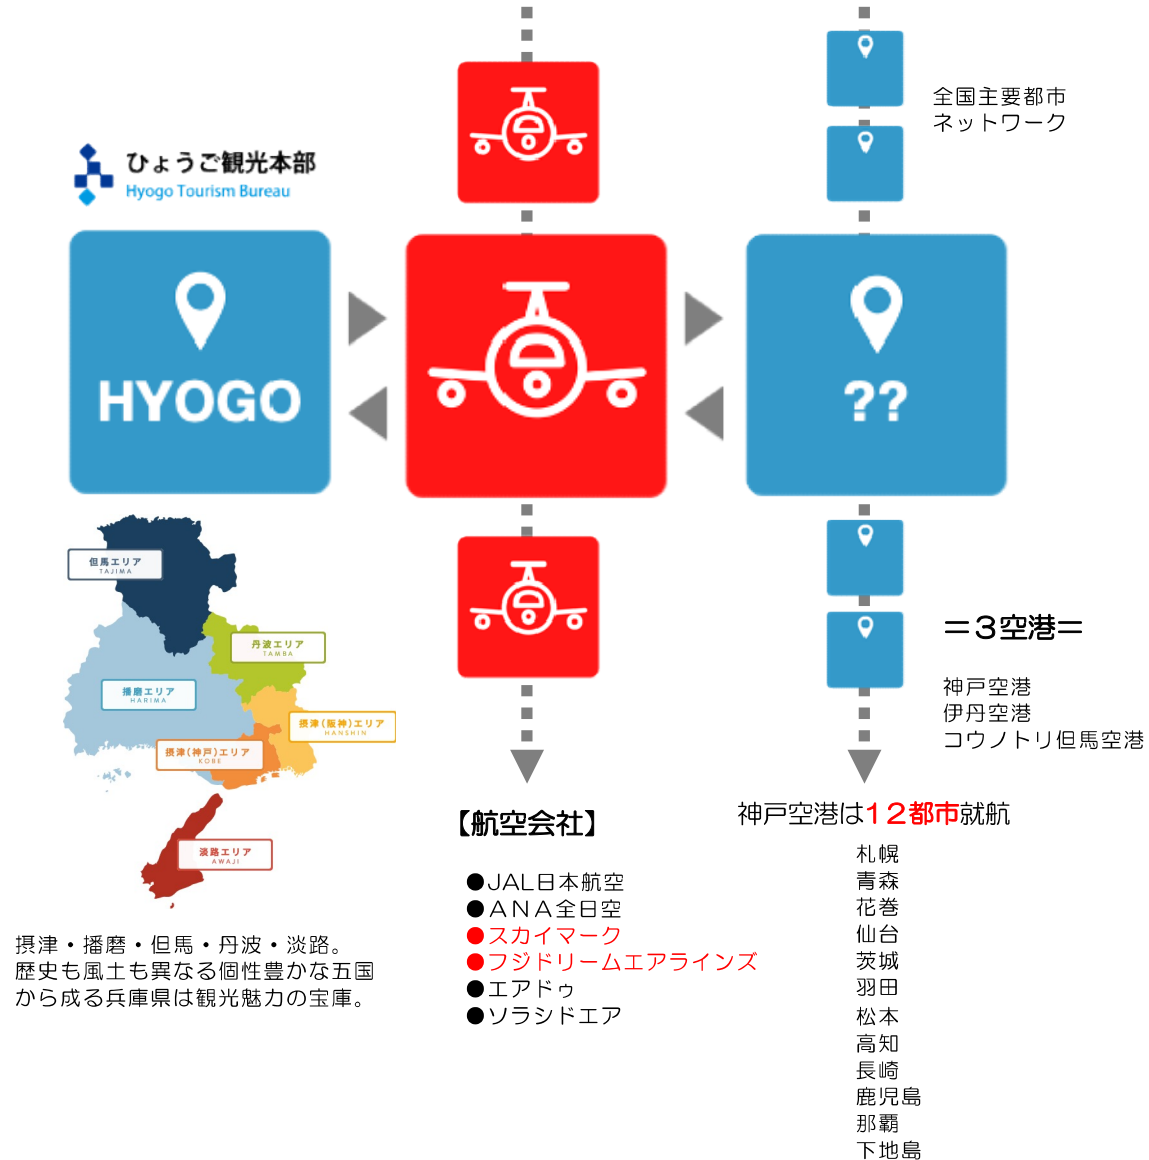 全国主要都市
ネットワーク
ひょうご観光本部
Hyogo Tourism Bureau
HYOGO
??
但馬エリア
TAJIMA
丹波エリア
TAMBA
播磨エリア
HARIMA
摂津(阪神)エリア
HANSHIN
摂津(神戸)エリア
KOBE
淡路エリア
AWAJI
摂津・播磨・但馬・丹波・淡路。
歴史も風土も異なる個性豊かな五国
から成る兵庫県は観光魅力の宝庫。
【航空会社】
●JAL日本航空
●ANA全日空
●スカイマーク
●フジドリームエアラインズ
●エアドゥ
●ソラシドエア
＝３空港＝
神戸空港
伊丹空港
コウノトリ但馬空港
神戸空港は１２都市就航
札幌
青森
花巻
仙台
茨城
羽田
松本
高知
長崎
鹿児島
那覇
下地島